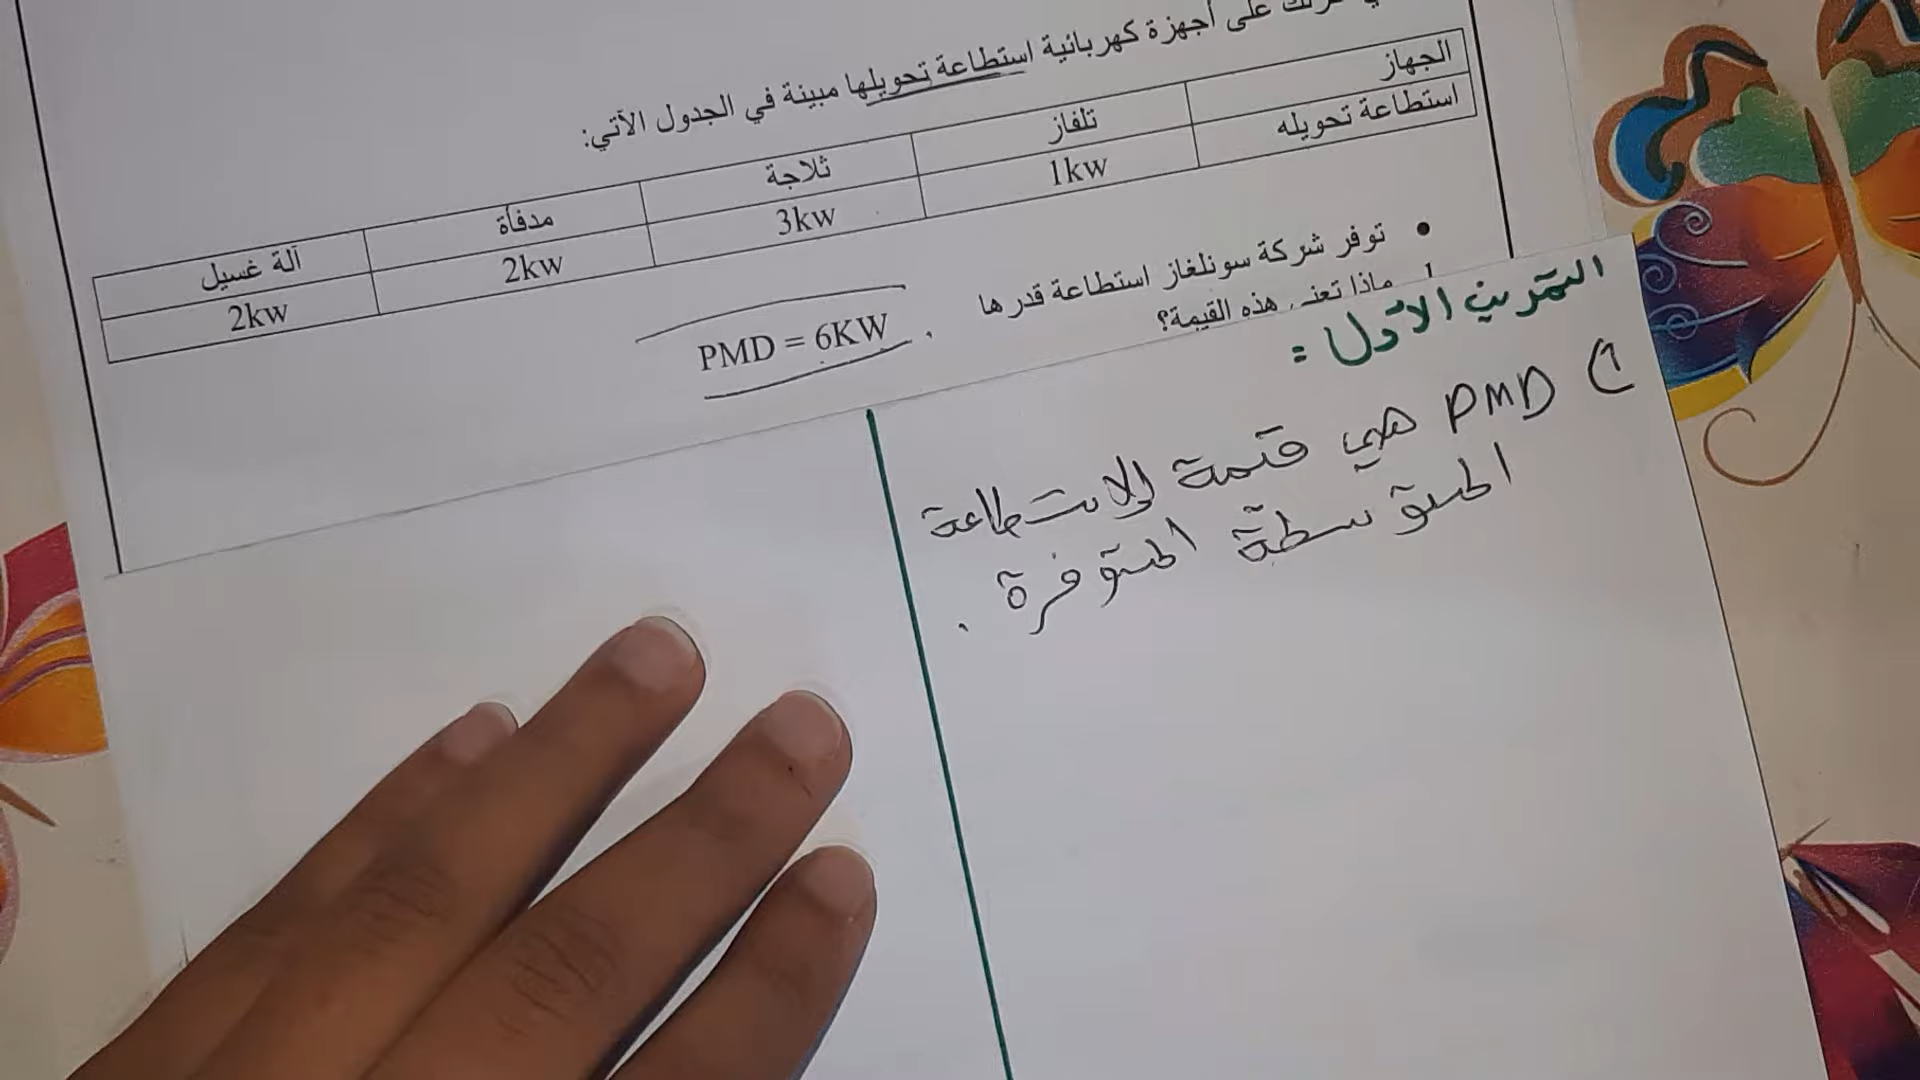 على أجهزة كهربائية استطاعة تحويلها مبينة في الجدول الآتي:
الجهاز تلفاز ثلاجة مدفأة آلة غسيل
استطاعة تحويله 1kw 3kw 2kw 2kw
• توفر شركة سونلغاز استطاعة قدرها PMD = 6KW .
ماذا تعني هذه القيمة؟
التمرين الأول :
1) PMD هي قيمة الاستطاعة
المتوسطة المتوفرة .